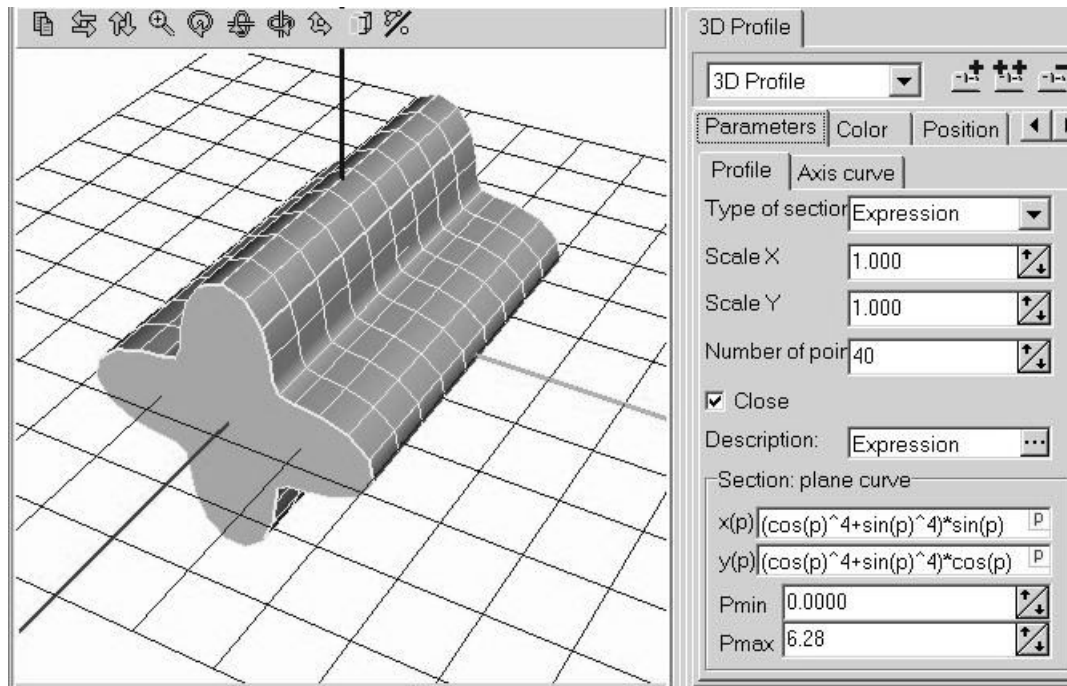 3D Profile
3D Profile
Parameters Color Position
Profile Axis curve
Type of section Expression
Scale X 1.000
Scale Y 1.000
Number of poir 40
Close
Description: Expression ...
Section: plane curve
x(p) (cos(p)^4+sin(p)^4)*sin(p) P
y(p) (cos(p)^4+sin(p)^4)*cos(p) P
Pmin 0.0000
Pmax 6.28